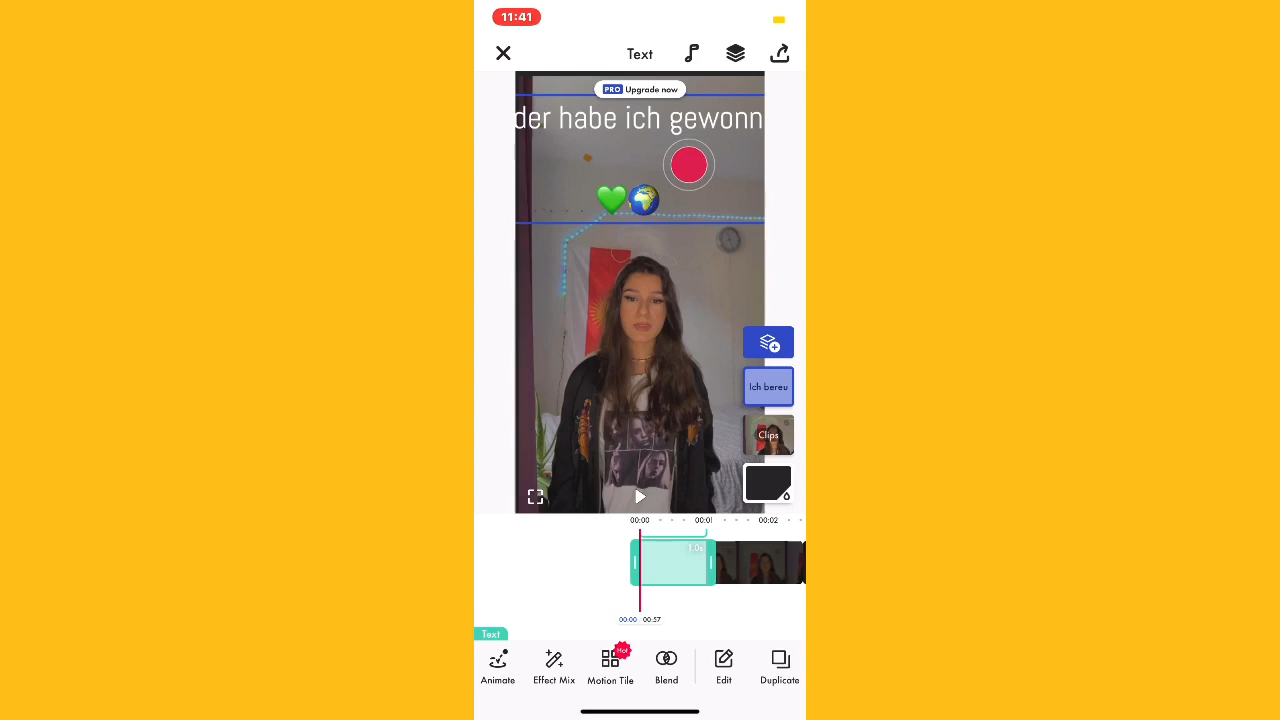 11:41
Text
PRO Upgrade now
der habe ich gewonn
Ich bereu
Clips
00:00 00:01 00:02
1.0s
00:00 00:57
Text
Hot
Animate Effect Mix Motion Tile Blend Edit Duplicate